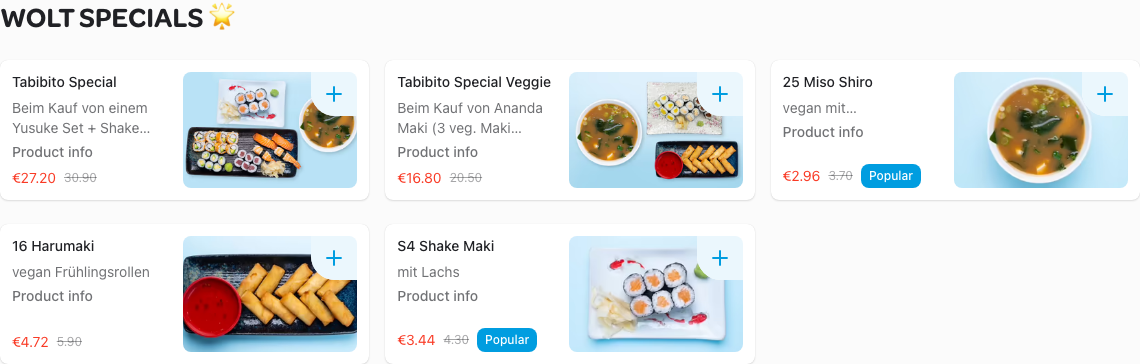 WOLT SPECIALS 🌟
Tabibito Special
Beim Kauf von einem
Yusuke Set + Shake...
Product info
€27.20 30.90
Tabibito Special Veggie
Beim Kauf von Ananda
Maki (3 veg. Maki...
Product info
€16.80 20.50
25 Miso Shiro
vegan mit...
Product info
€2.96 3.70 Popular
16 Harumaki
vegan Frühlingsrollen
Product info
€4.72 5.90
S4 Shake Maki
mit Lachs
Product info
€3.44 4.30 Popular